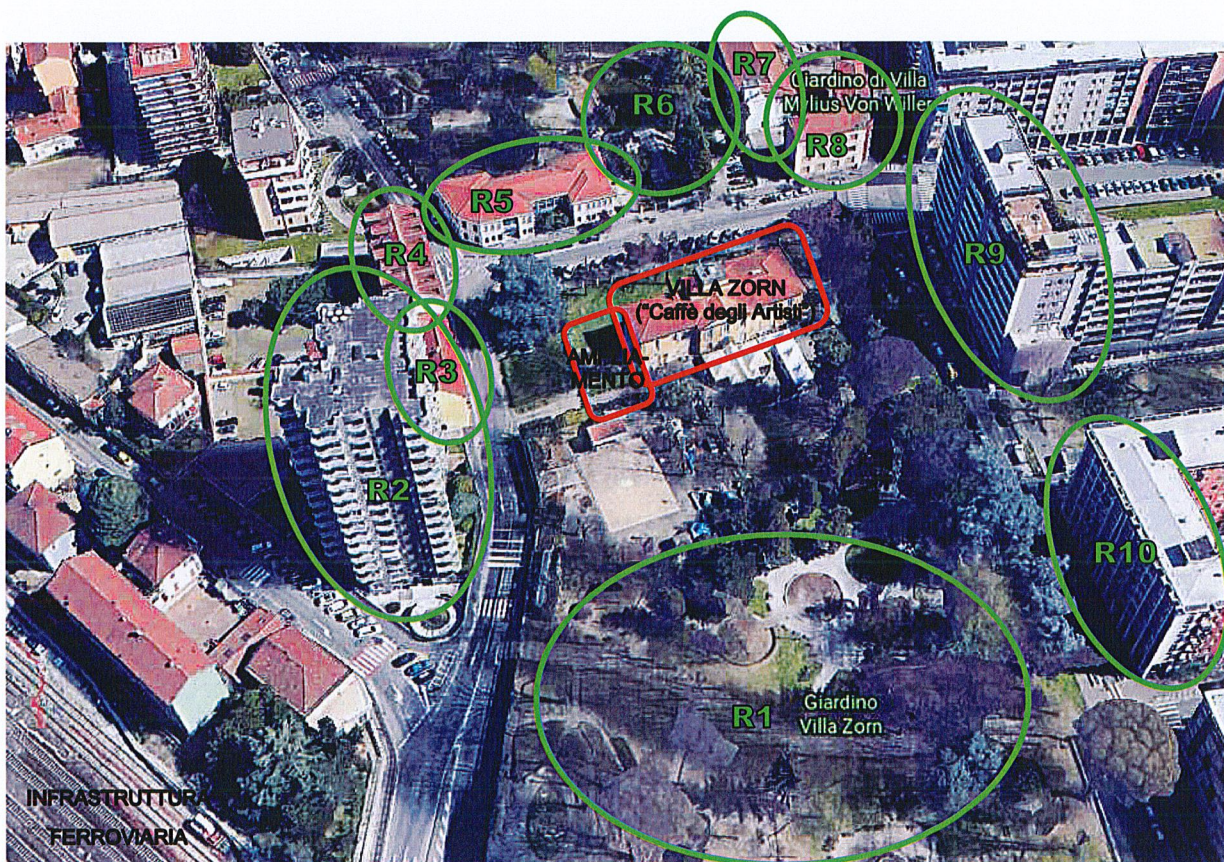 R7
Giardino di Villa
Mylius Von Willer
R6
R8
R5
R4
R9
VILLA ZORN
("Caffè degli Artisti")
AMPLIA-
MENTO
R3
R2
R10
R1
Giardino
Villa Zorn
INFRASTRUTTURA
FERROVIARIA